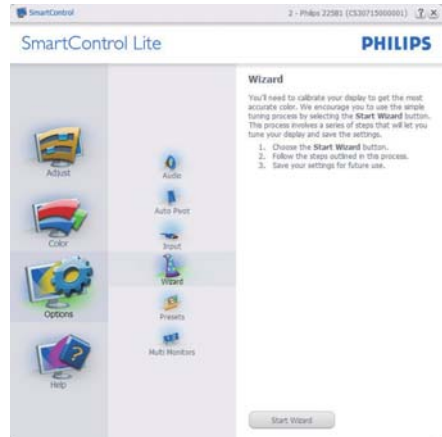 SmartControl
2 - Philips 225B1 (CS30715000001) ? X
SmartControl Lite
PHILIPS
Adjust
Color
Options
Help
Audio
Auto Pivot
Input
Wizard
Presets
Multi Monitors
Wizard
You'll need to calibrate your display to get the most
accurate color. We encourage you to use the simple
tuning process by selecting the Start Wizard button.
This process involves a series of steps that will let you
tune your display and save the settings.
1. Choose the Start Wizard button.
2. Follow the steps outlined in this process.
3. Save your settings for future use.
Start Wizard